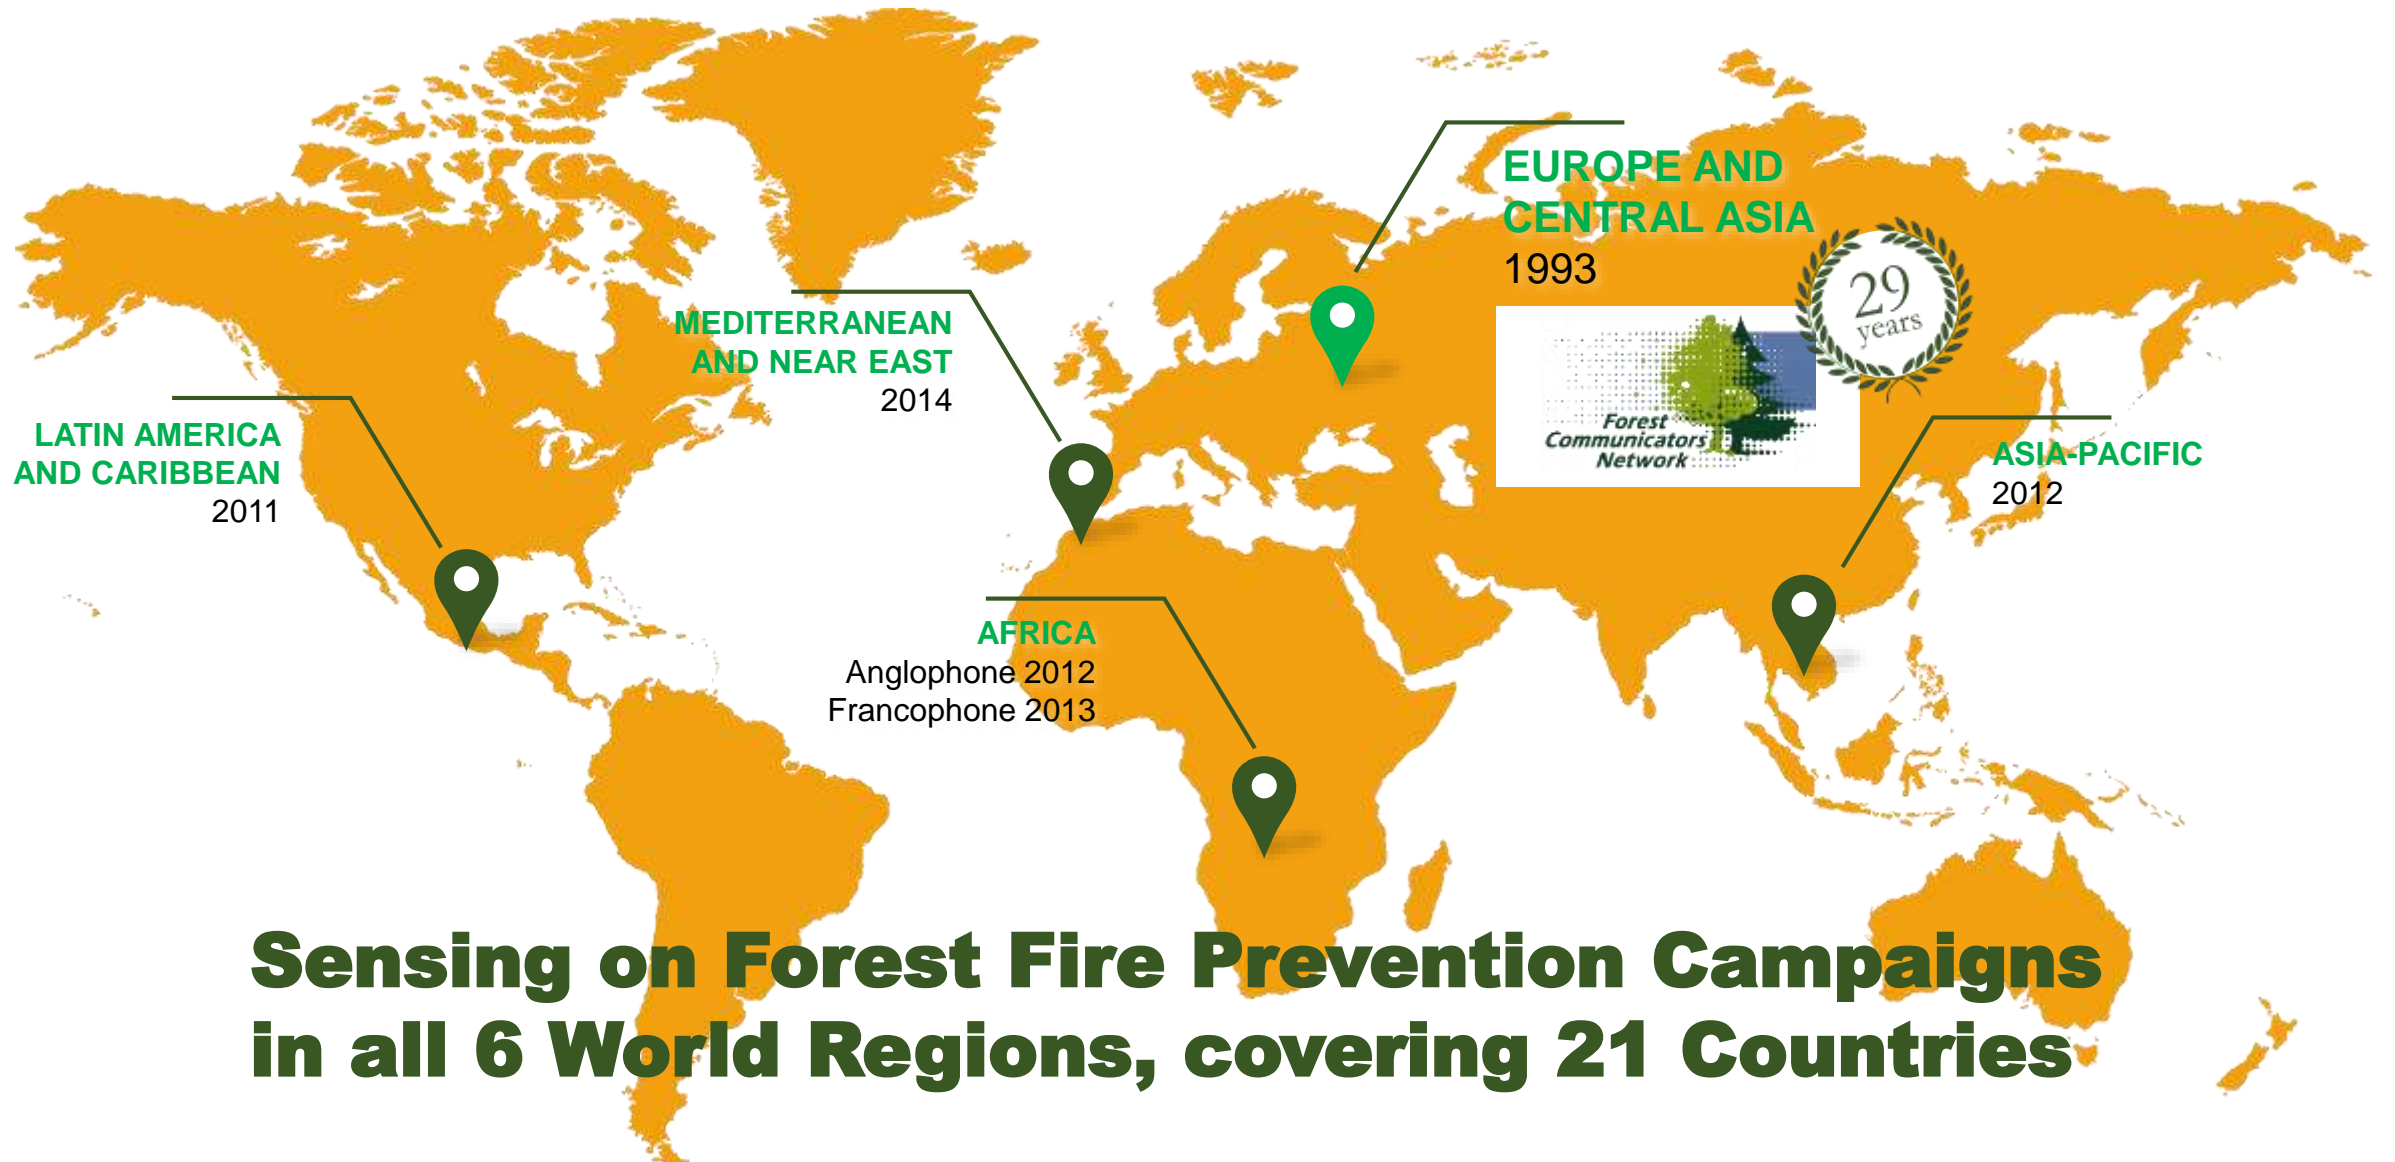 EUROPE AND
CENTRAL ASIA
1993
29
years
Forest
Communicators
Network
MEDITERRANEAN
AND NEAR EAST
2014
LATIN AMERICA
AND CARIBBEAN
2011
ASIA-PACIFIC
2012
AFRICA
Anglophone 2012
Francophone 2013
Sensing on Forest Fire Prevention Campaigns
in all 6 World Regions, covering 21 Countries